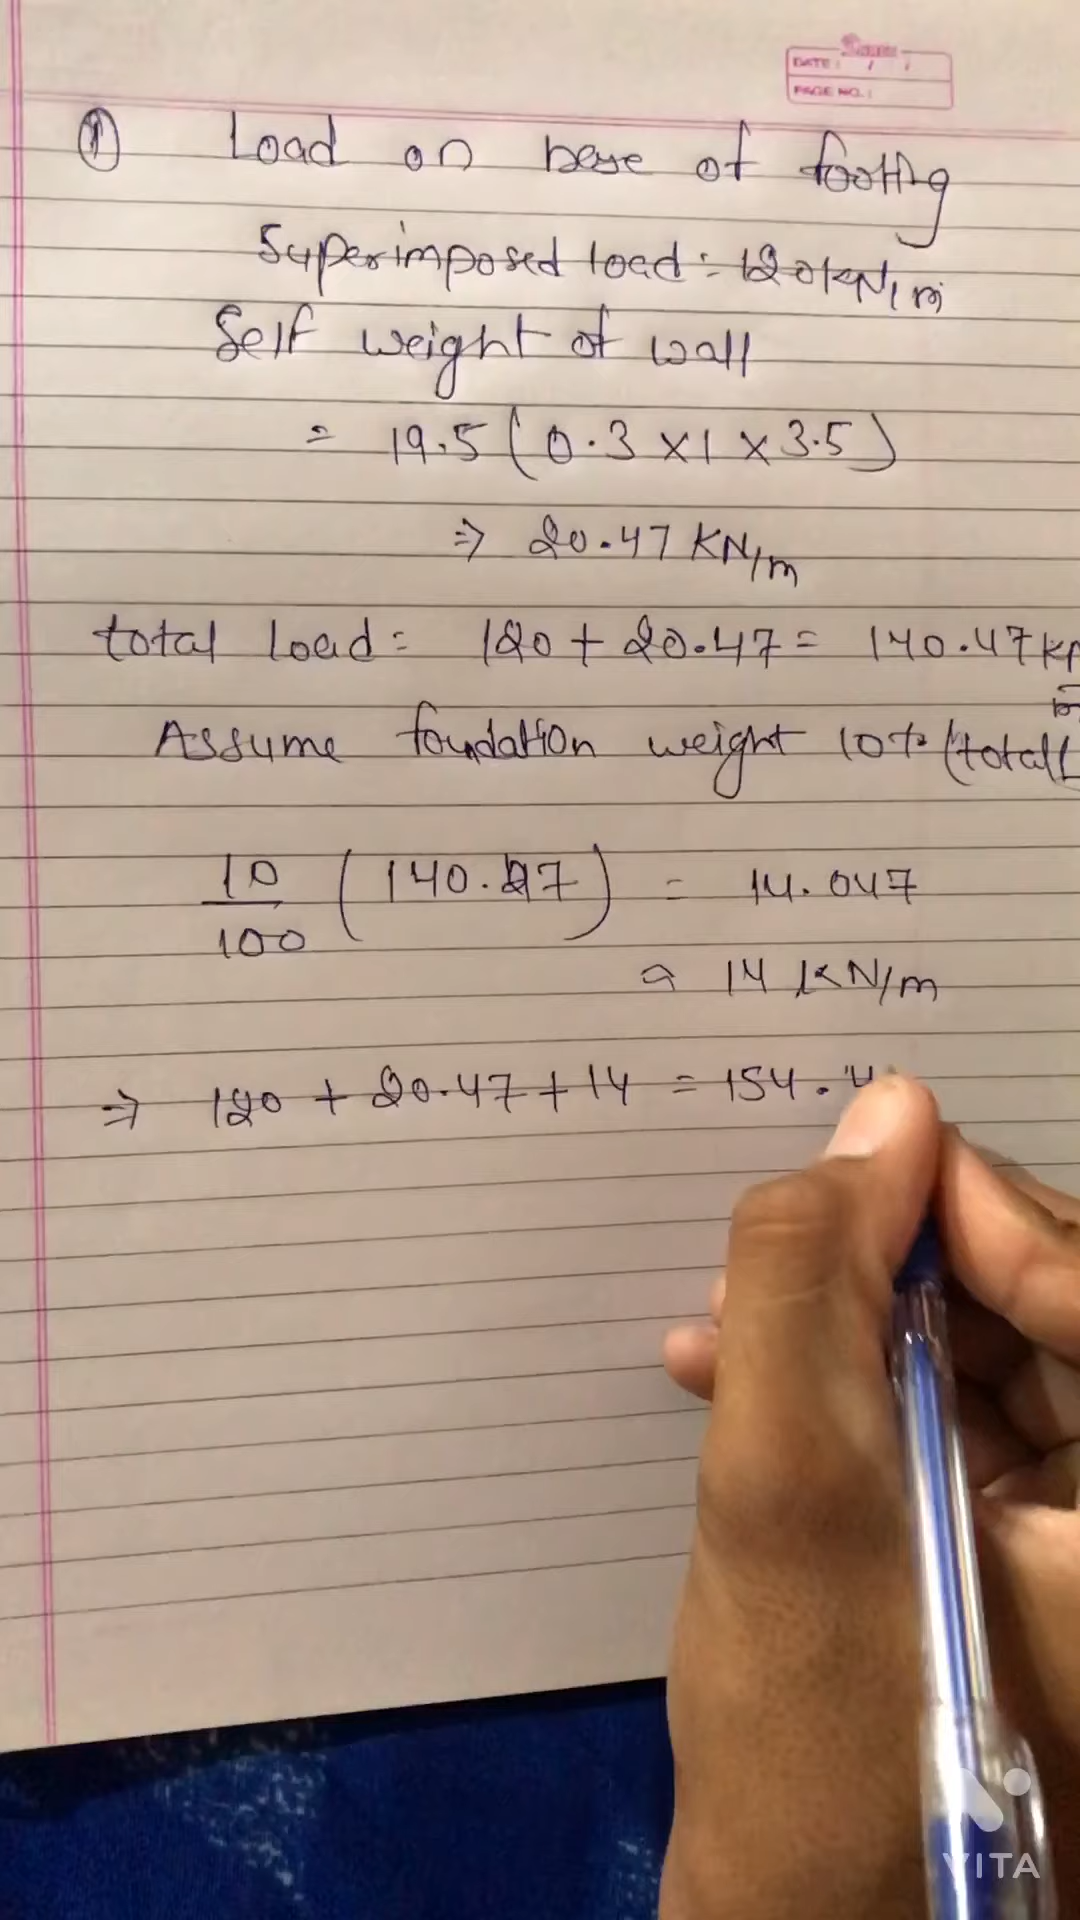 DATE: / /
PAGE NO.:
① Load on base of footing
Superimposed load = 120 KN/m
Self weight of wall
= 19.5 (0.3 x 1 x 3.5)
⇒ 20.47 KN/m
total load = 120 + 20.47 = 140.47 KN/m
Assume foundation weight 10% (total L
10/100 (140.47) = 14.047
= 14 KN/m
⇒ 120 + 20.47 + 14 = 154.4
VITA